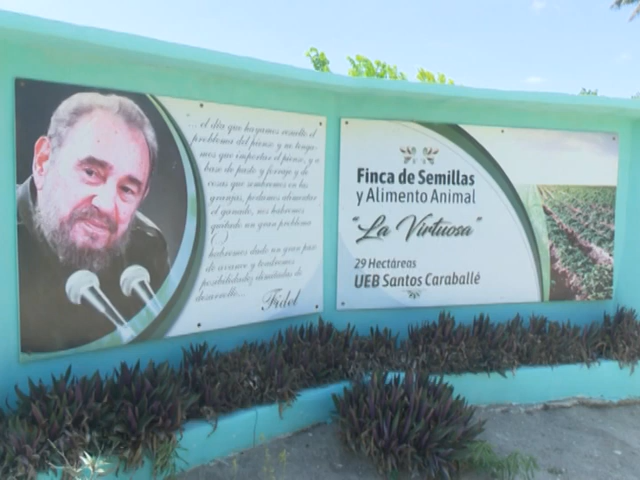 ... el día que hayamos resuelto el
problema del pienso y no tenga-
mos que importar el pienso, y a
base de pasto y forraje y de
cosas que sembremos en las
granjas, podamos alimentar
el ganado, nos habremos
quitado un gran problema
habremos dado un gran paso
de avance y tendremos
posibilidades ilimitadas de
desarrollo...
Fidel
Finca de Semillas
y Alimento Animal
"La Virtuosa"
29 Hectáreas
UEB Santos Caraballé